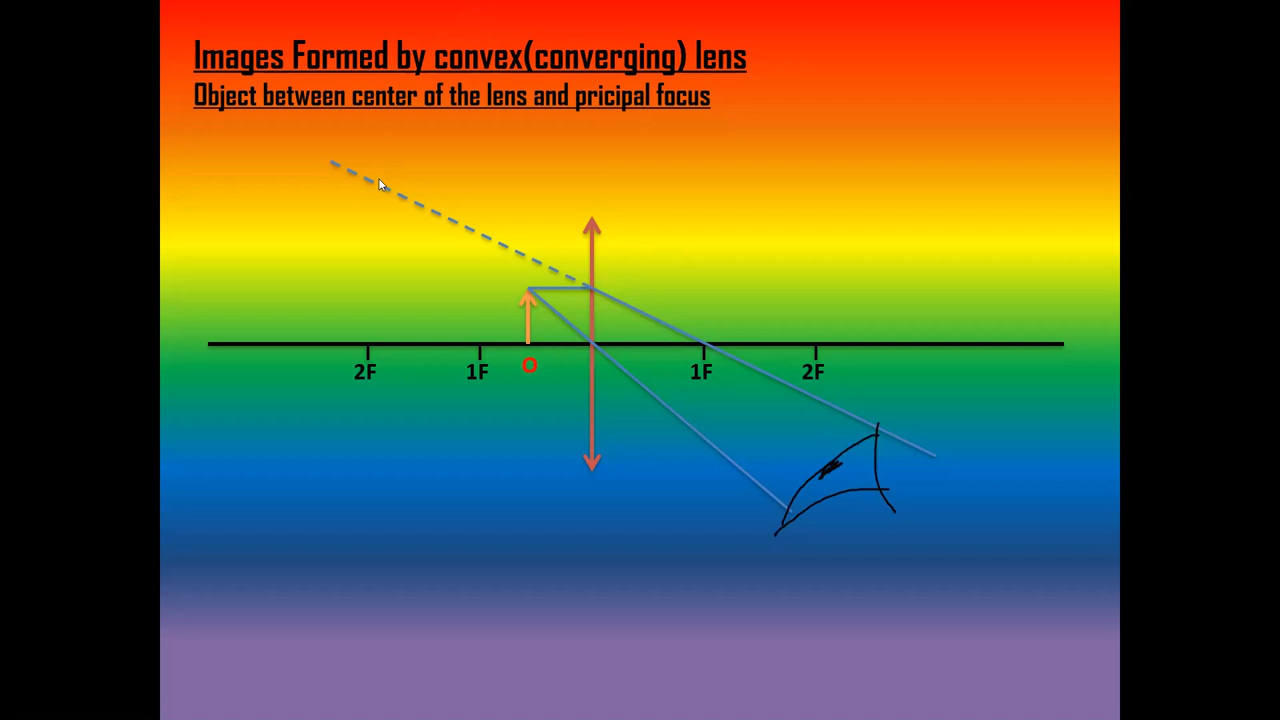 Images Formed by convex(converging) lens
Object between center of the lens and pricipal focus
2F 1F O 1F 2F